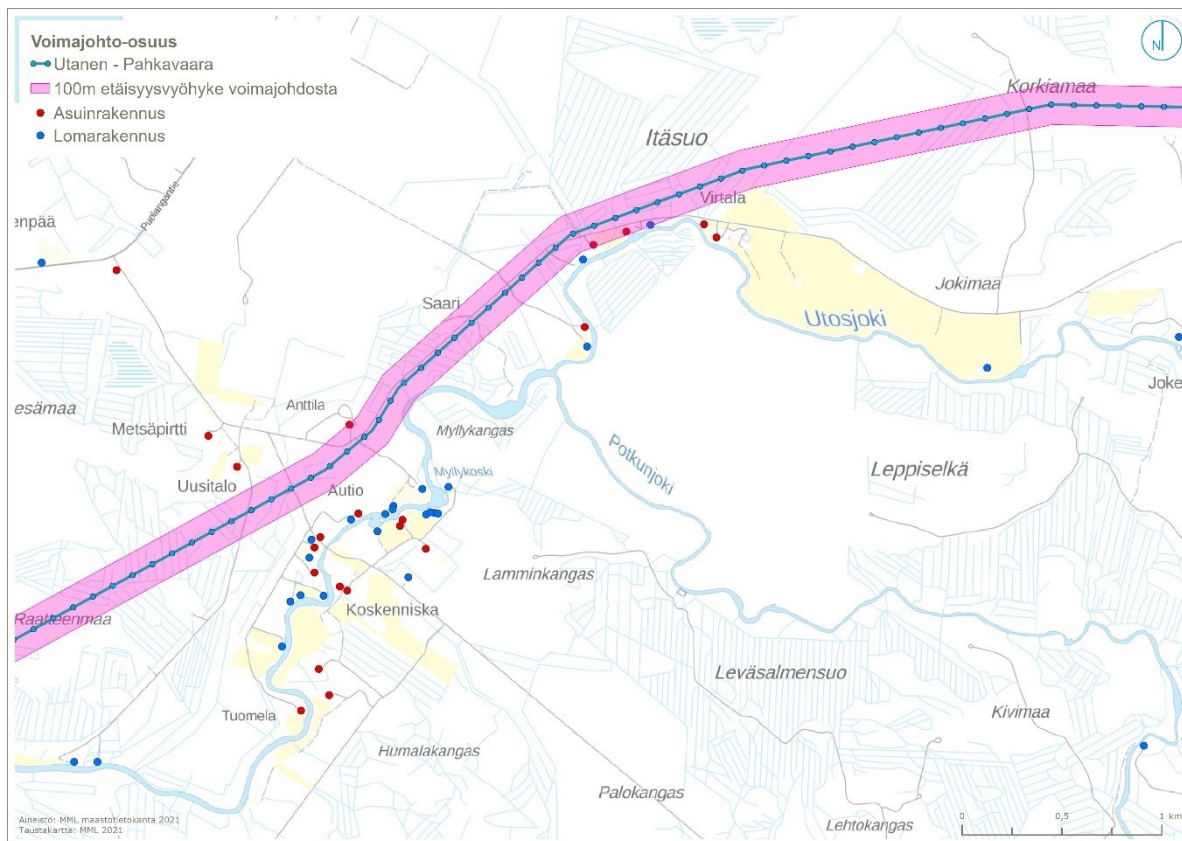 Voimajohto-osuus
Utanen - Pahkavaara
100m etäisyysvyöhyke voimajohdosta
Asuinrakennus
Lomarakennus
N
Korkiamaa
Itäsuo
Puolangantie
Virtala
enpää
Jokimaa
Saari
Utosjoki
Joke
esämaa
Anttila
Metsäpirtti
Myllykangas
Potkunjoki
Leppiselkä
Myllykoski
Uusitalo
Autio
Lamminkangas
Koskenniska
Raatteenmaa
Leväsalmensuo
Kivimaa
Tuomela
Humalakangas
Palokangas
Lehtokangas
Aineisto: MML maastotietokanta 2021
Taustakartta: MML 2021
0 0,5 1 km